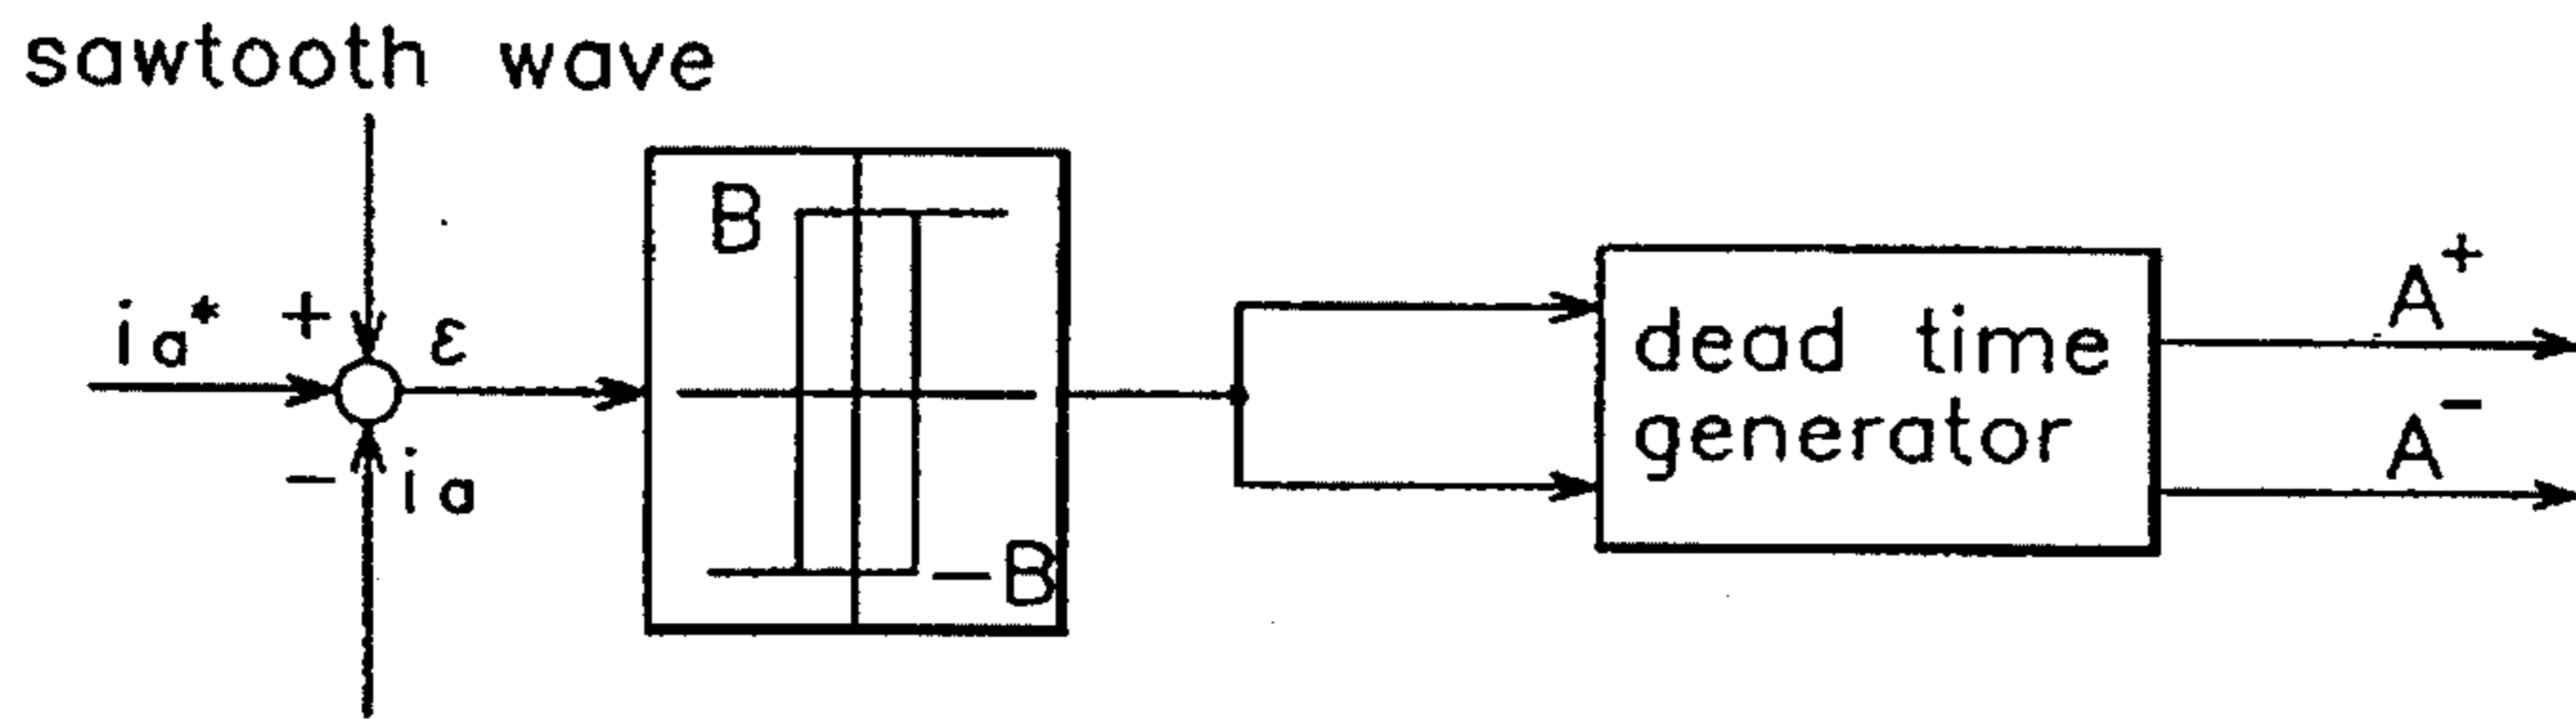 sawtooth wave
B
ia* + ε
- ia
-B
dead time
generator
A+
A-